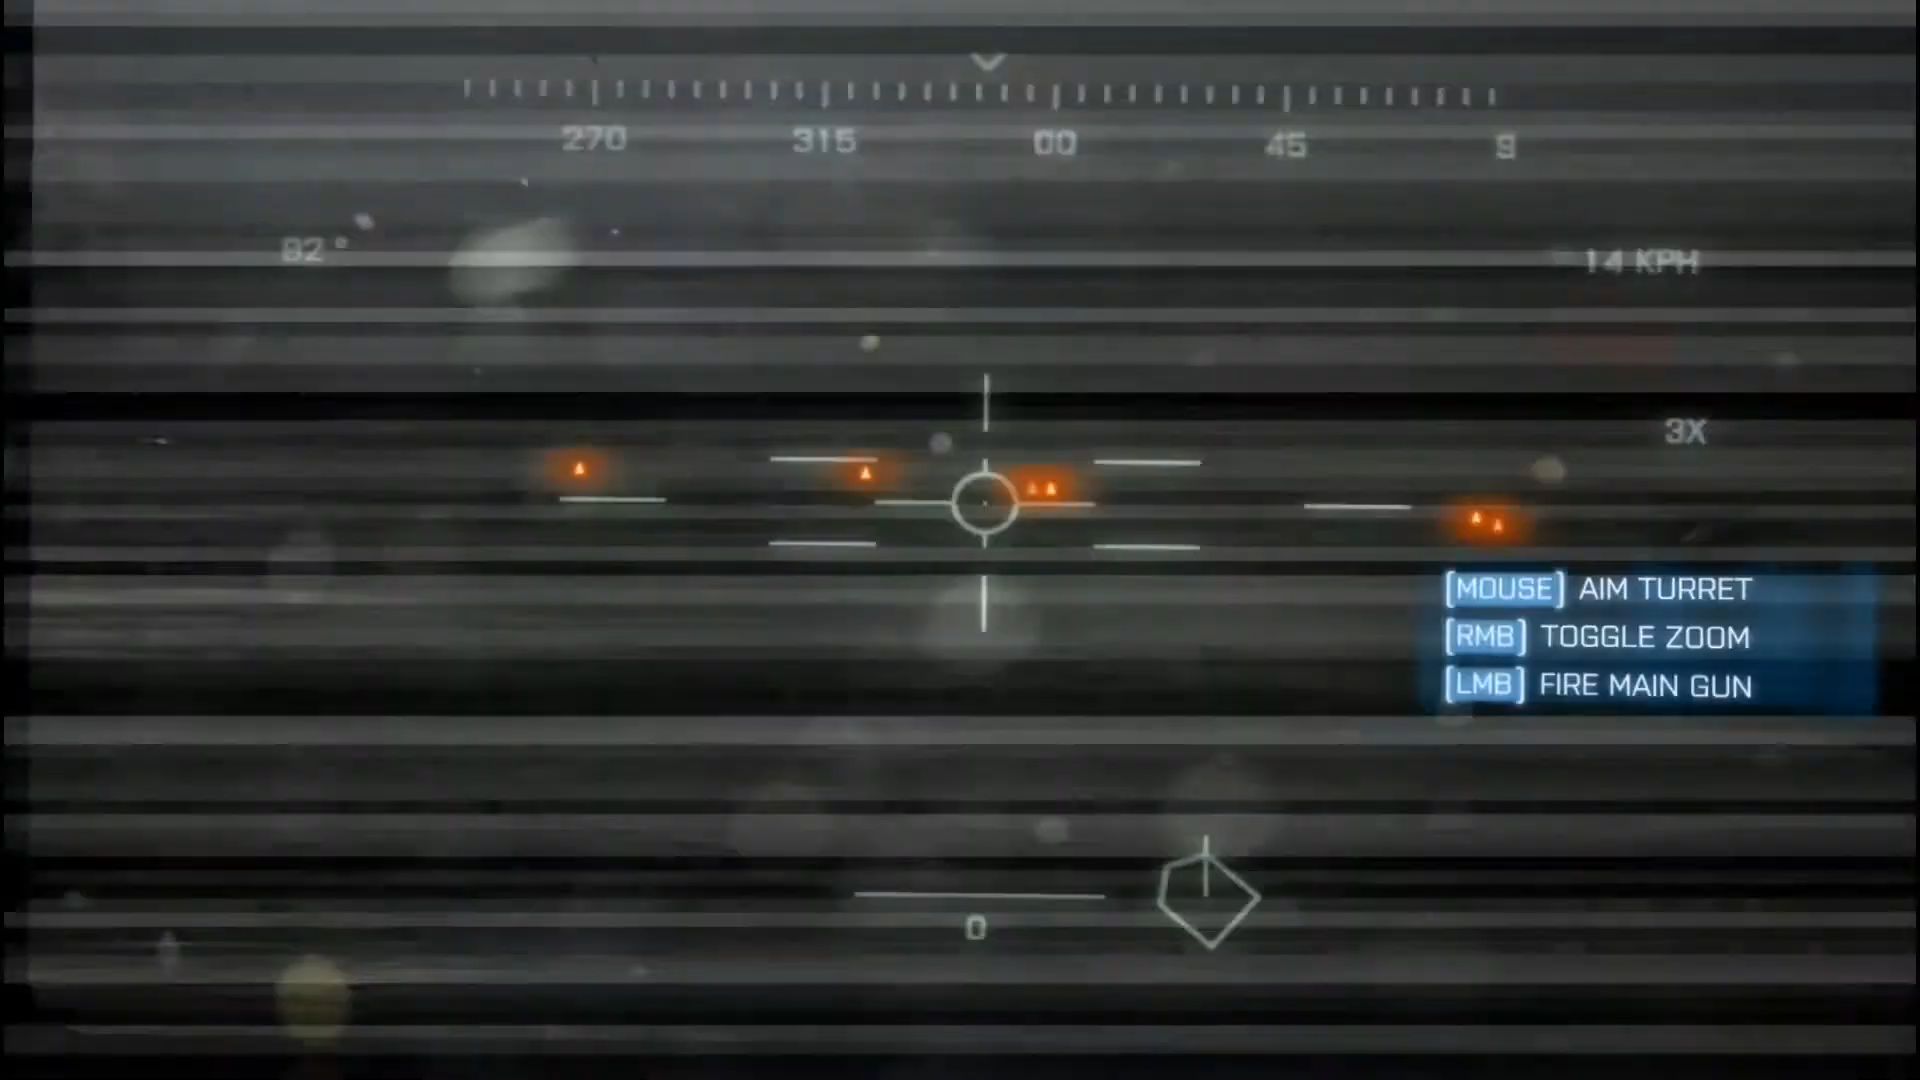 270 315 00 45 9
82°
14 KPH
3X
[MOUSE] AIM TURRET
[RMB] TOGGLE ZOOM
[LMB] FIRE MAIN GUN
0